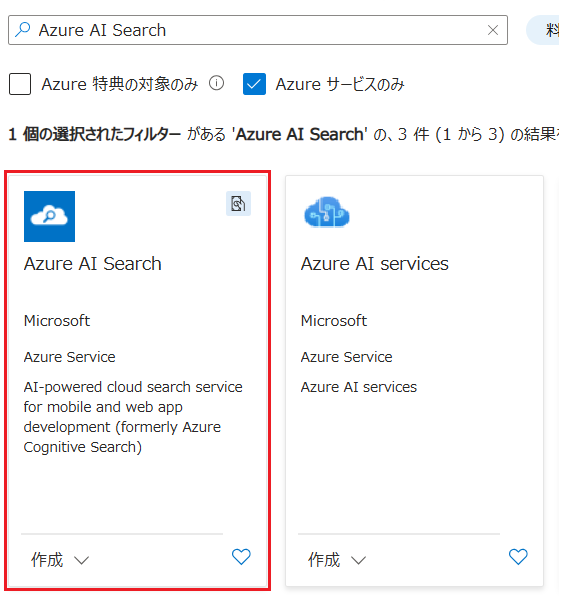 Azure AI Search
料
Azure 特典の対象のみ
Azure サービスのみ
1 個の選択されたフィルター がある 'Azure AI Search' の、3 件 (1 から 3) の結果を
Azure AI Search
Microsoft
Azure Service
AI-powered cloud search service
for mobile and web app
development (formerly Azure
Cognitive Search)
作成
Azure AI services
Microsoft
Azure Service
Azure AI services
作成